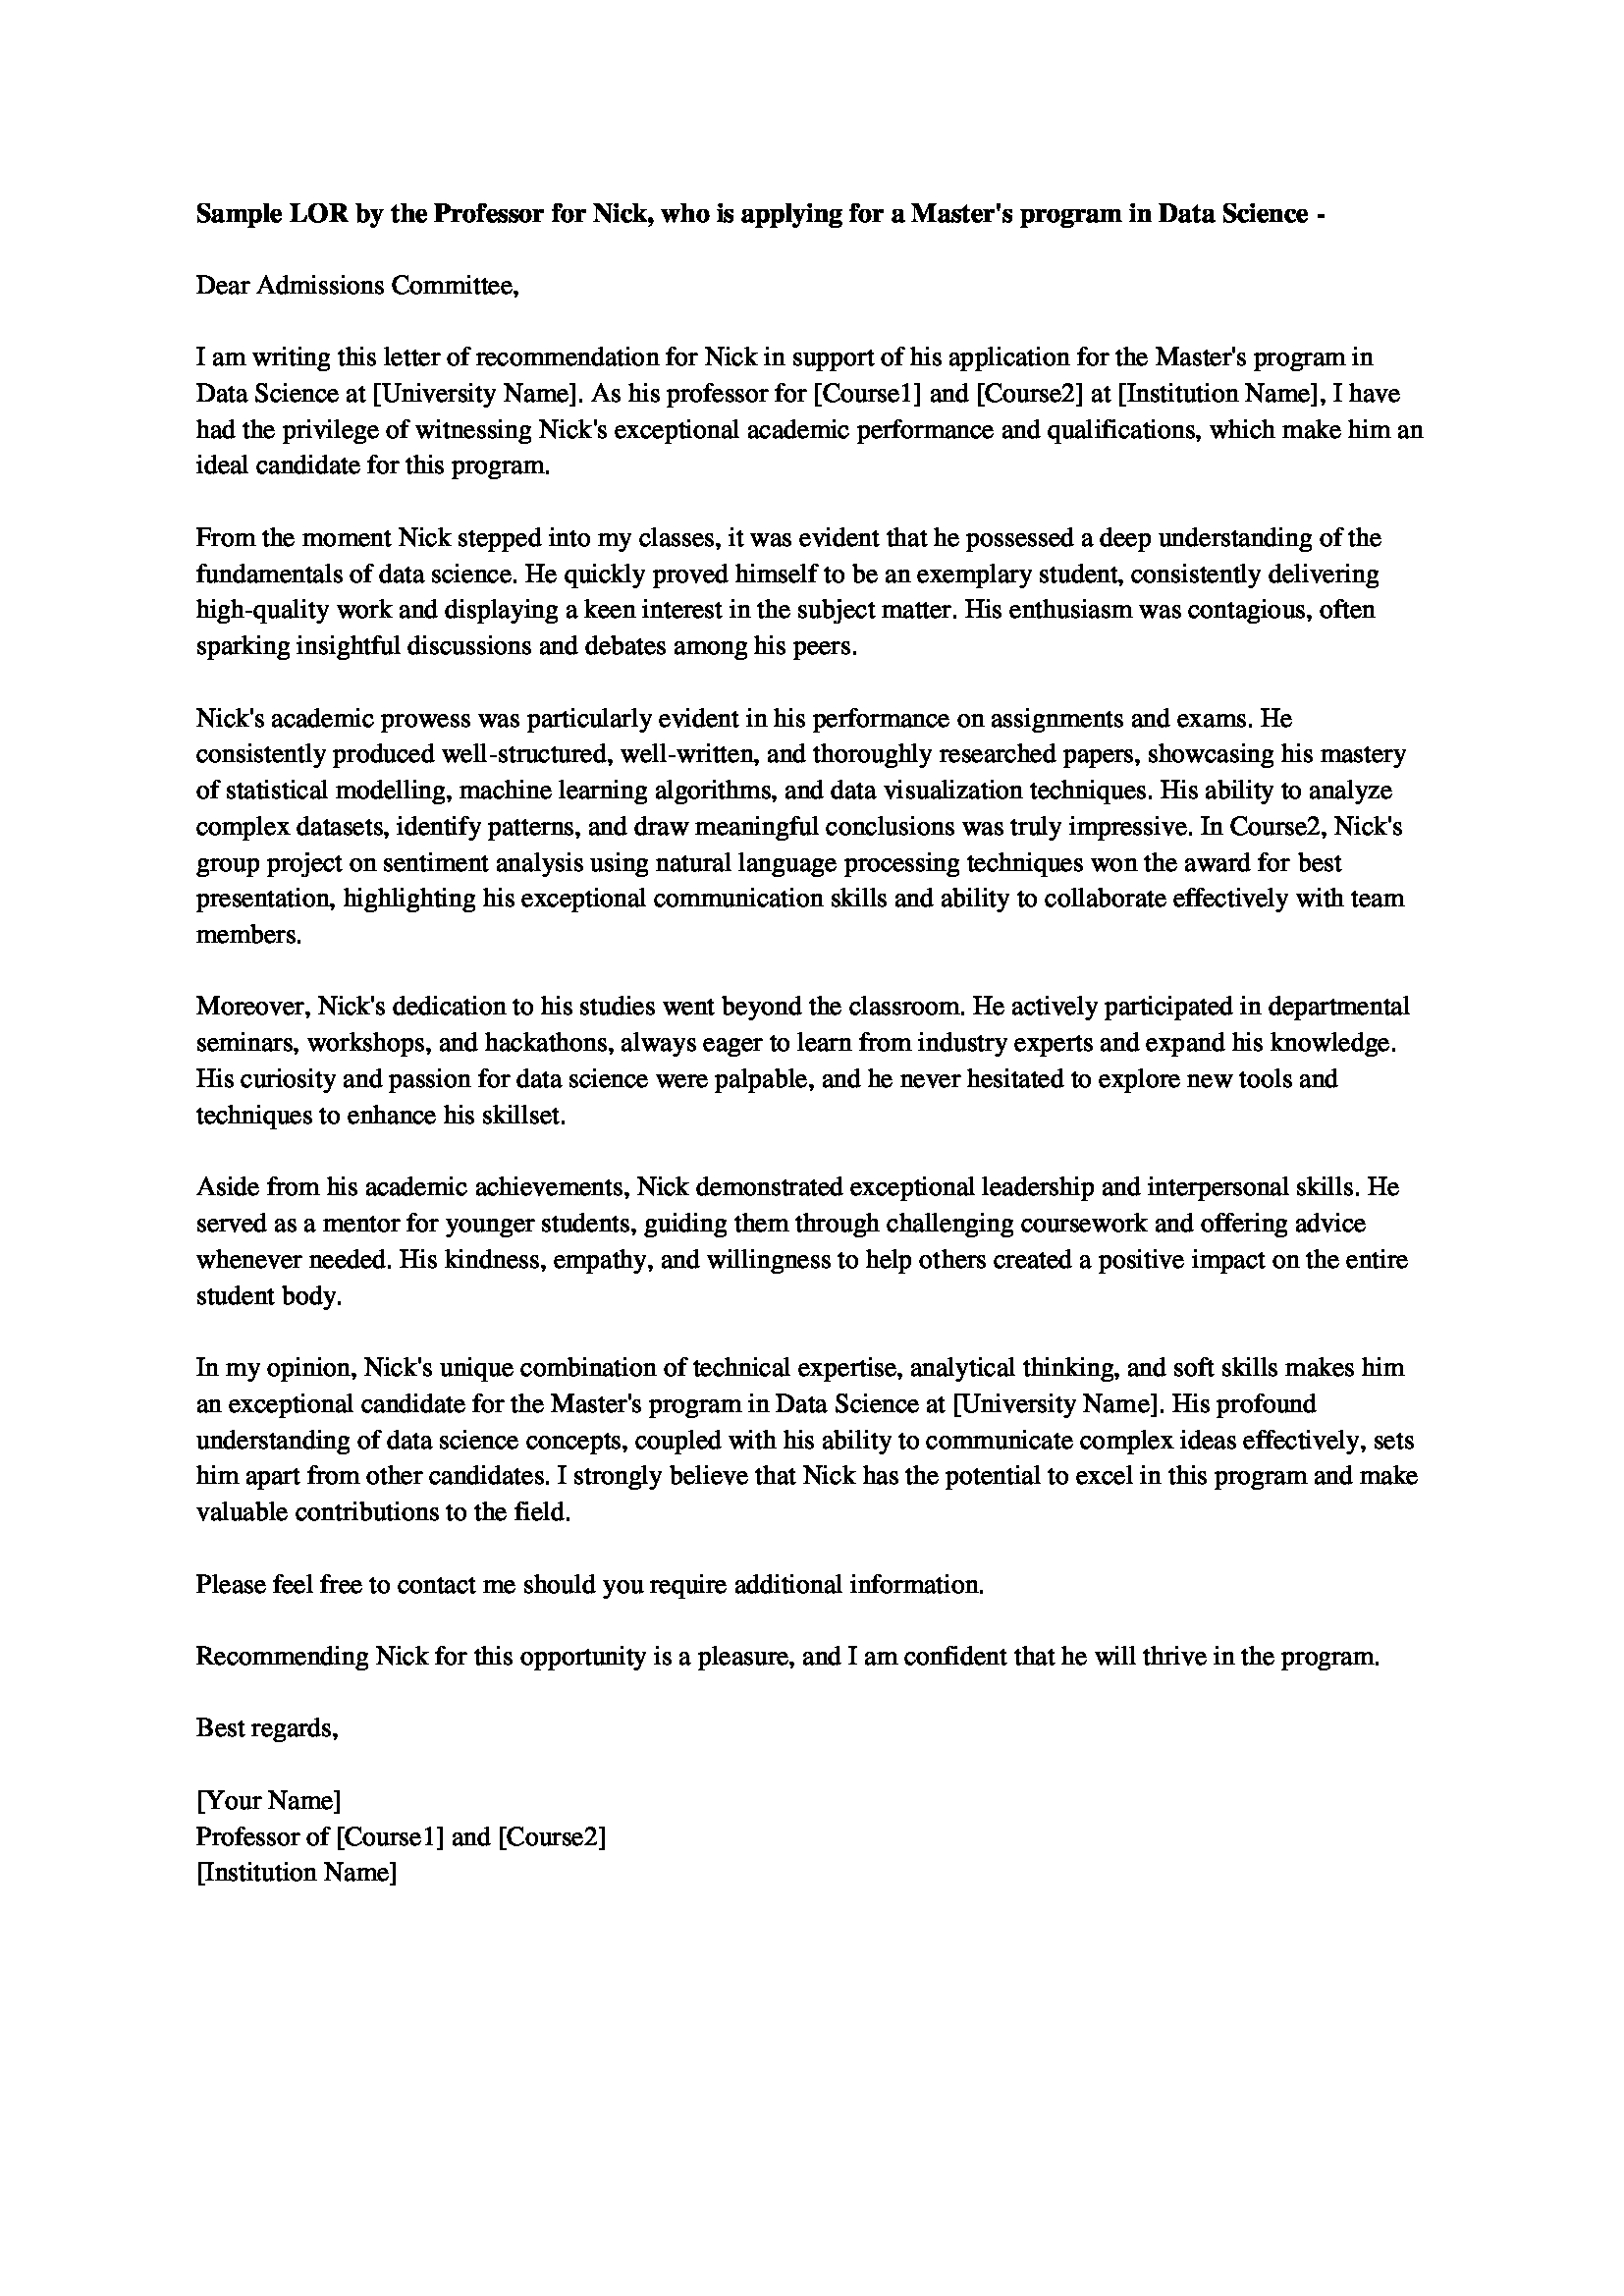 Sample LOR by the Professor for Nick, who is applying for a Master's program in Data Science -
Dear Admissions Committee,
I am writing this letter of recommendation for Nick in support of his application for the Master's program in
Data Science at [University Name]. As his professor for [Course1] and [Course2] at [Institution Name], I have
had the privilege of witnessing Nick's exceptional academic performance and qualifications, which make him an
ideal candidate for this program.
From the moment Nick stepped into my classes, it was evident that he possessed a deep understanding of the
fundamentals of data science. He quickly proved himself to be an exemplary student, consistently delivering
high-quality work and displaying a keen interest in the subject matter. His enthusiasm was contagious, often
sparking insightful discussions and debates among his peers.
Nick's academic prowess was particularly evident in his performance on assignments and exams. He
consistently produced well-structured, well-written, and thoroughly researched papers, showcasing his mastery
of statistical modelling, machine learning algorithms, and data visualization techniques. His ability to analyze
complex datasets, identify patterns, and draw meaningful conclusions was truly impressive. In Course2, Nick's
group project on sentiment analysis using natural language processing techniques won the award for best
presentation, highlighting his exceptional communication skills and ability to collaborate effectively with team
members.
Moreover, Nick's dedication to his studies went beyond the classroom. He actively participated in departmental
seminars, workshops, and hackathons, always eager to learn from industry experts and expand his knowledge.
His curiosity and passion for data science were palpable, and he never hesitated to explore new tools and
techniques to enhance his skillset.
Aside from his academic achievements, Nick demonstrated exceptional leadership and interpersonal skills. He
served as a mentor for younger students, guiding them through challenging coursework and offering advice
whenever needed. His kindness, empathy, and willingness to help others created a positive impact on the entire
student body.
In my opinion, Nick's unique combination of technical expertise, analytical thinking, and soft skills makes him
an exceptional candidate for the Master's program in Data Science at [University Name]. His profound
understanding of data science concepts, coupled with his ability to communicate complex ideas effectively, sets
him apart from other candidates. I strongly believe that Nick has the potential to excel in this program and make
valuable contributions to the field.
Please feel free to contact me should you require additional information.
Recommending Nick for this opportunity is a pleasure, and I am confident that he will thrive in the program.
Best regards,
[Your Name]
Professor of [Course1] and [Course2]
[Institution Name]